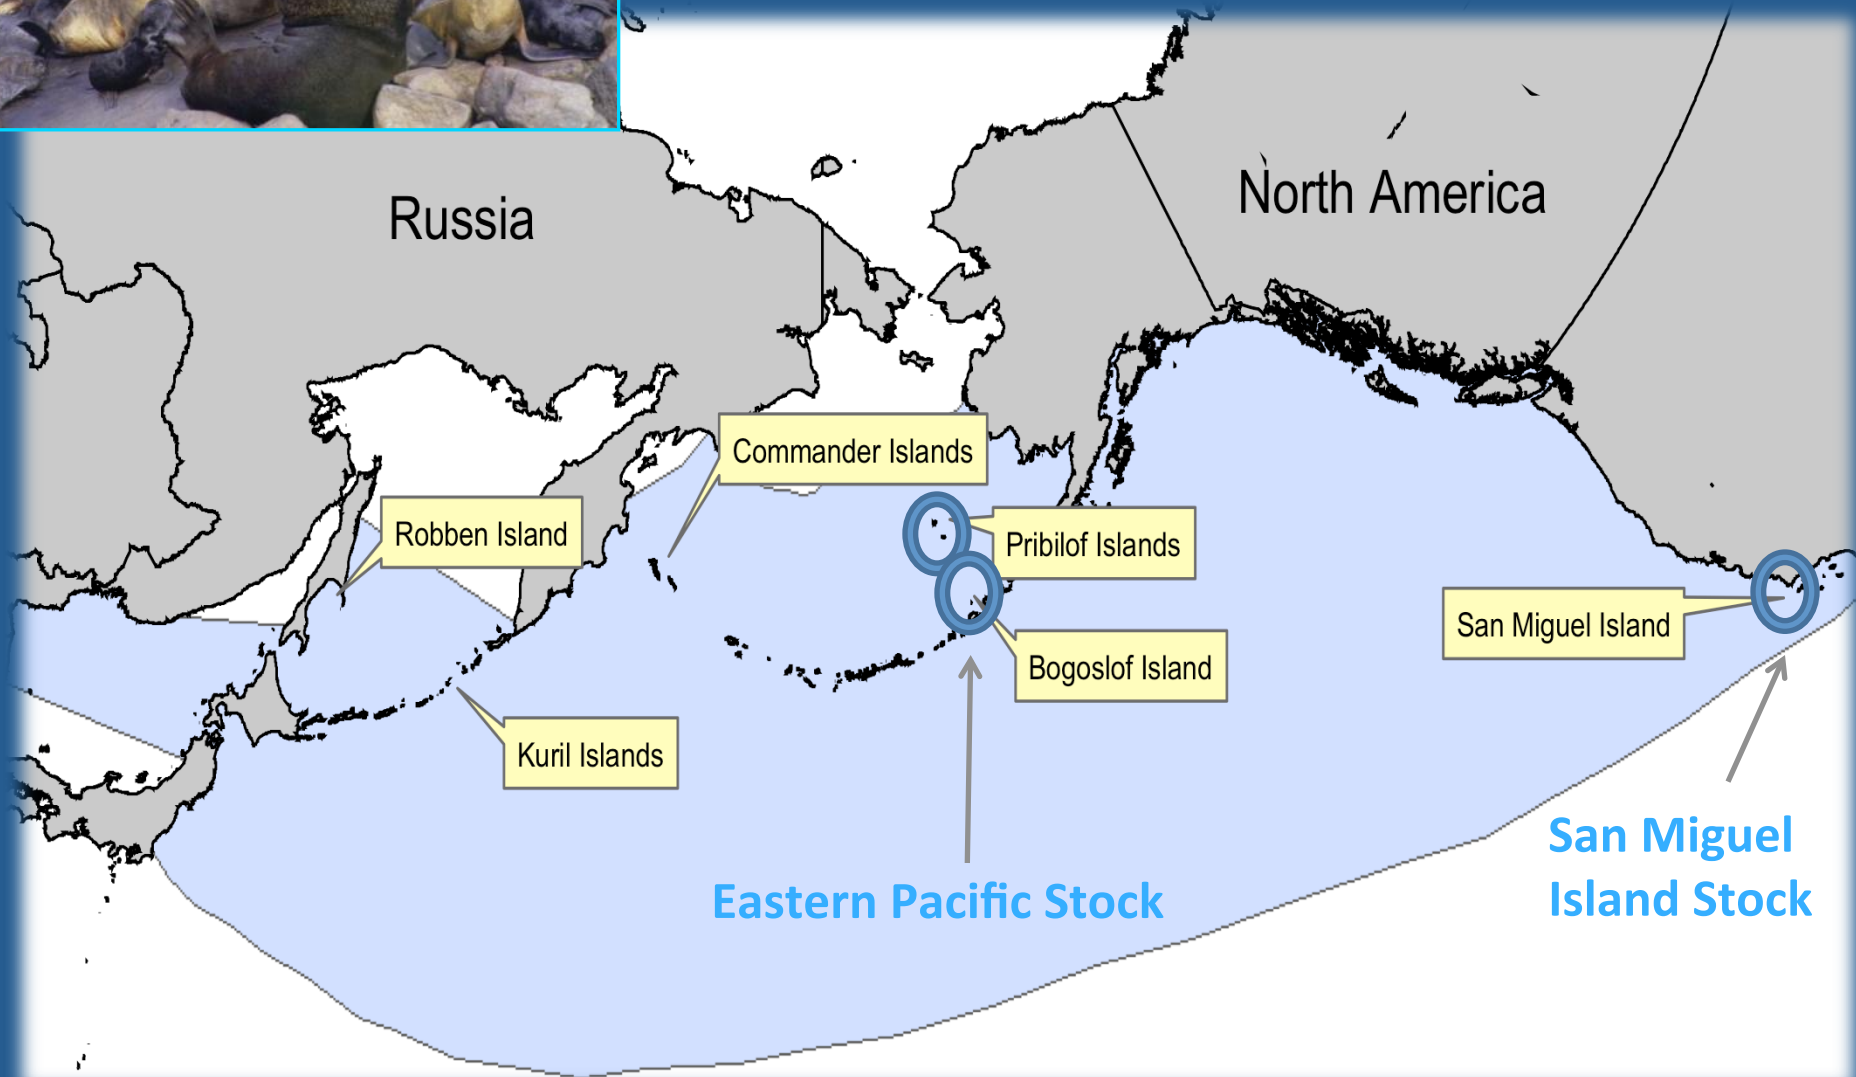 Russia
North America
Commander Islands
Robben Island
Pribilof Islands
San Miguel Island
Bogoslof Island
Kuril Islands
San Miguel
Island Stock
Eastern Pacific Stock